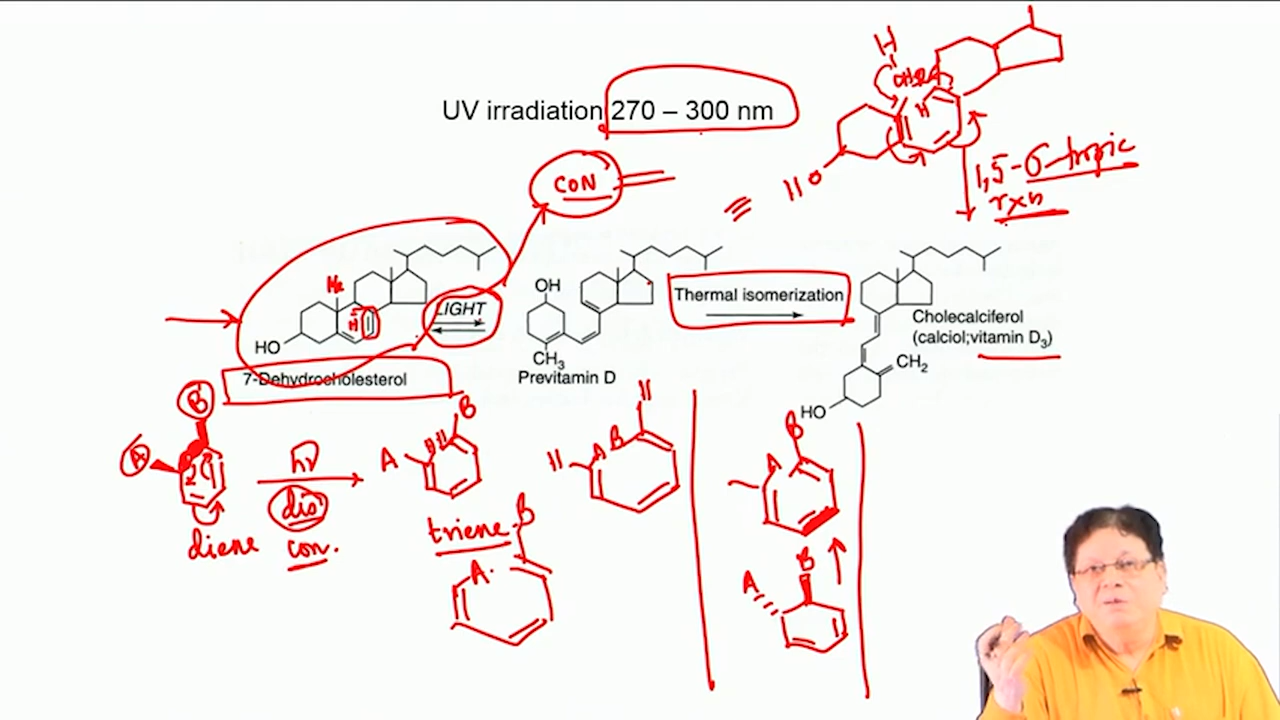 UV irradiation 270 – 300 nm
CON
H
H
HO
1,5-σ-tropic
rxn
Me
H
LIGHT
HO
7-Dehydrocholesterol
OH
CH₃
Previtamin D
Thermal isomerization
Cholecalciferol
(calciol;vitamin D₃)
CH₂
HO
B
A
diene
hν
dis
con.
A
B
triene
B
A
A
B
B
A
A
B